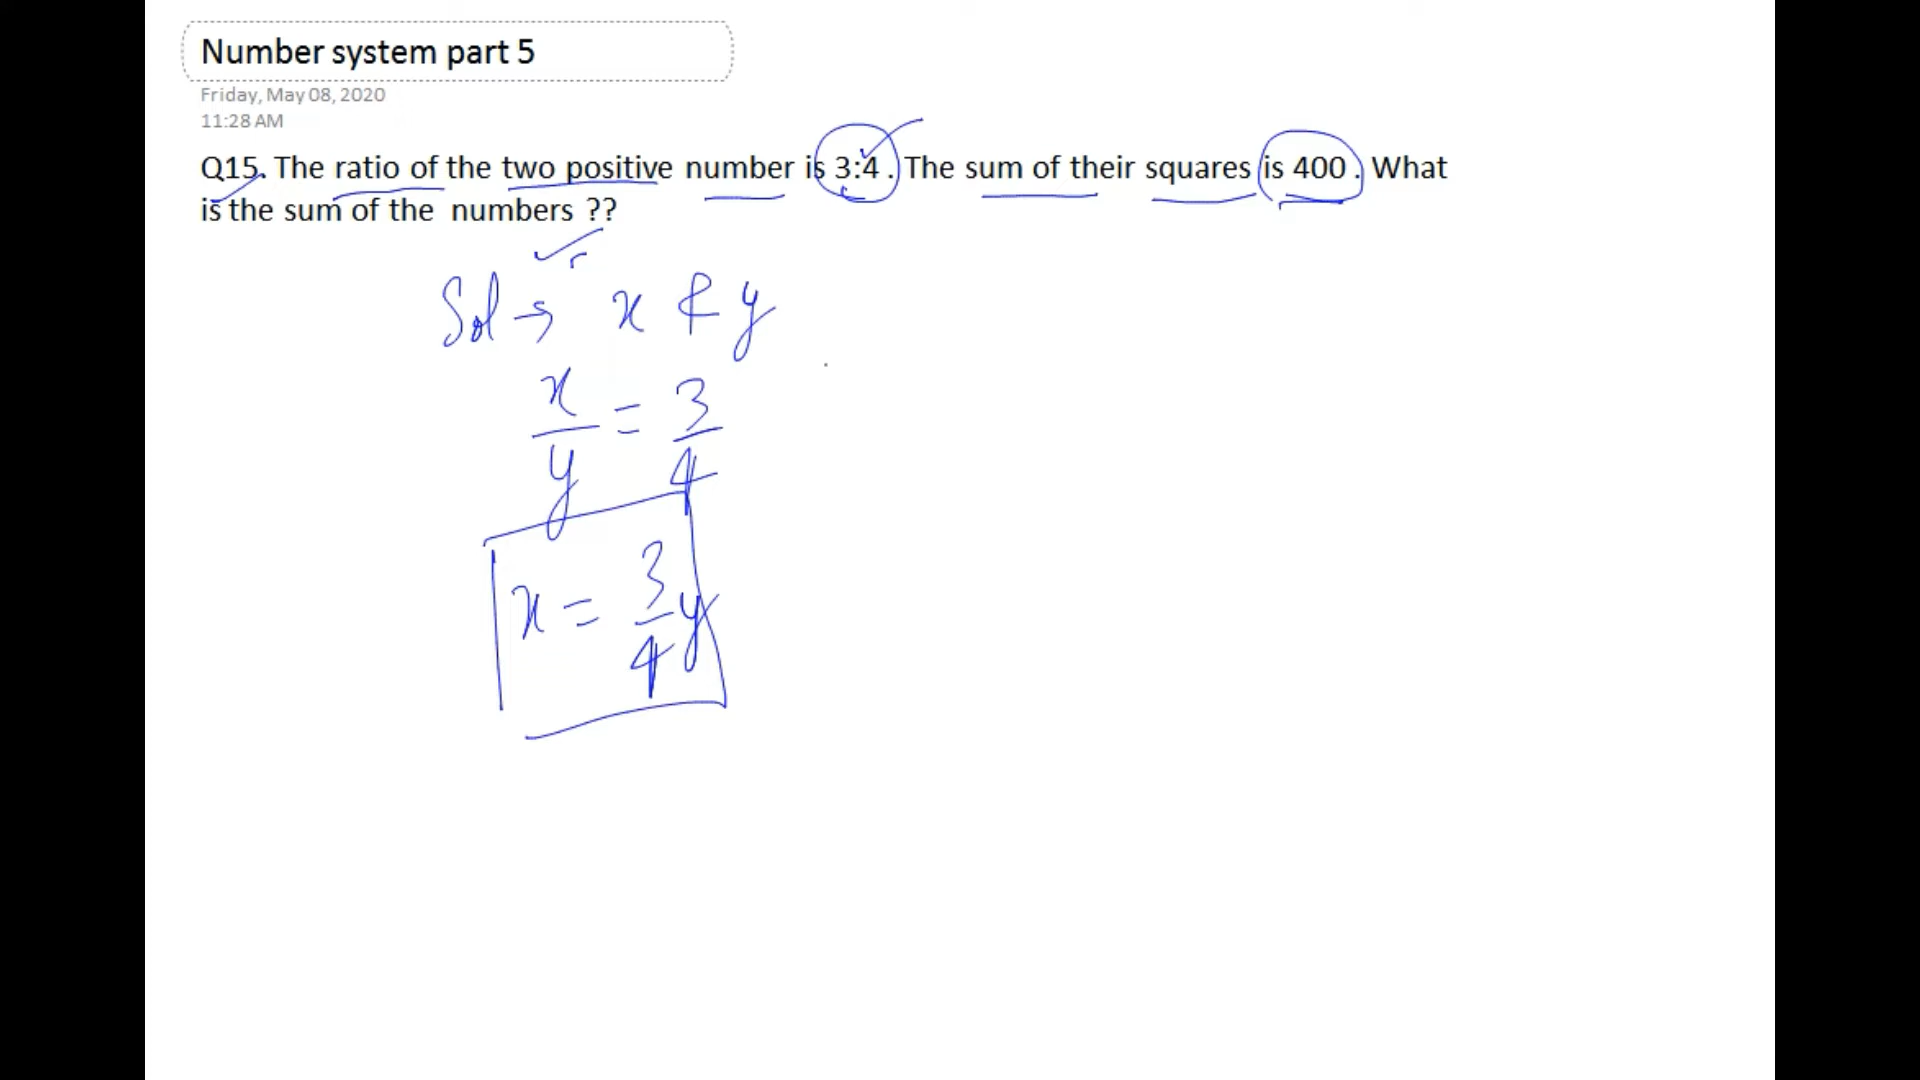 Number system part 5
Friday, May 08, 2020
11:28 AM
Q15. The ratio of the two positive number is 3:4 . The sum of their squares is 400 . What
is the sum of the numbers ??
Sol → x & y
x/y = 3/4
x = 3/4 y